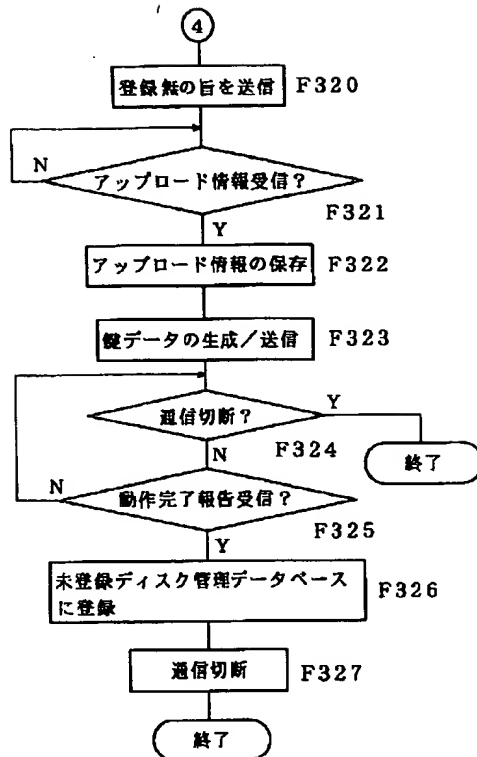 4
登録無の旨を送信 F320
N
アップロード情報受信？
F321
Y
アップロード情報の保存 F322
鍵データの生成／送信 F323
通信切断？
Y
F324
N
終了
N
動作完了報告受信？
F325
Y
未登録ディスク管理データベース
に登録
F326
通信切断 F327
終了